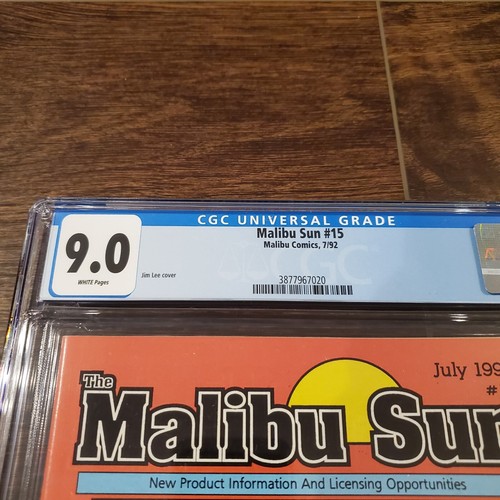 CGC UNIVERSAL GRADE
9.0
WHITE Pages
Malibu Sun #15
Malibu Comics, 7/92
Jim Lee cover
3877967020
July 199
#
The
Malibu Sun
New Product Information And Licensing Opportunities